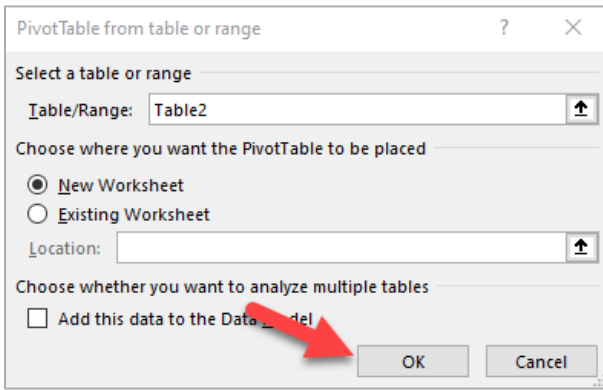 PivotTable from table or range ? ×
Select a table or range
Table/Range: Table2
Choose where you want the PivotTable to be placed
New Worksheet
Existing Worksheet
Location:
Choose whether you want to analyze multiple tables
Add this data to the Data Model
OK Cancel